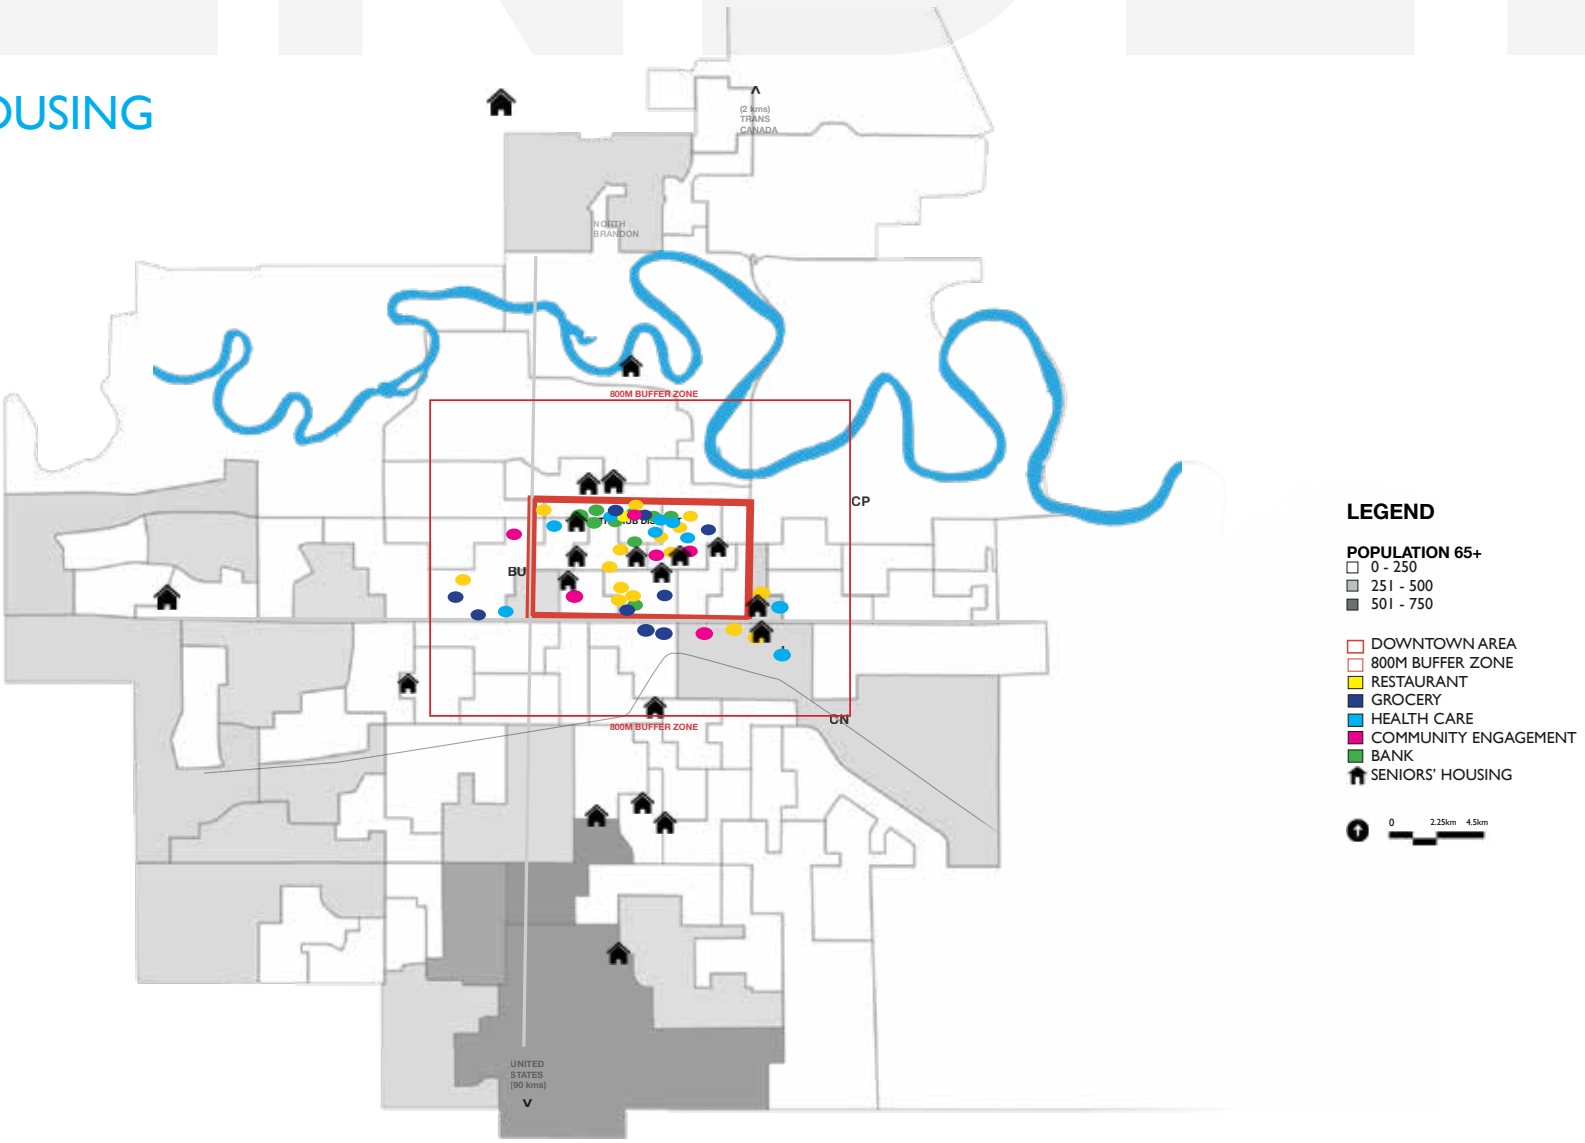 OUSING
^
(2 kms)
TRANS
CANADA
NORTH
BRANDON
800M BUFFER ZONE
CP
BU
CN
800M BUFFER ZONE
UNITED
STATES
(90 kms)
v
LEGEND
POPULATION 65+
0 - 250
251 - 500
501 - 750
DOWNTOWN AREA
800M BUFFER ZONE
RESTAURANT
GROCERY
HEALTH CARE
COMMUNITY ENGAGEMENT
BANK
SENIORS' HOUSING
0 2.25km 4.5km